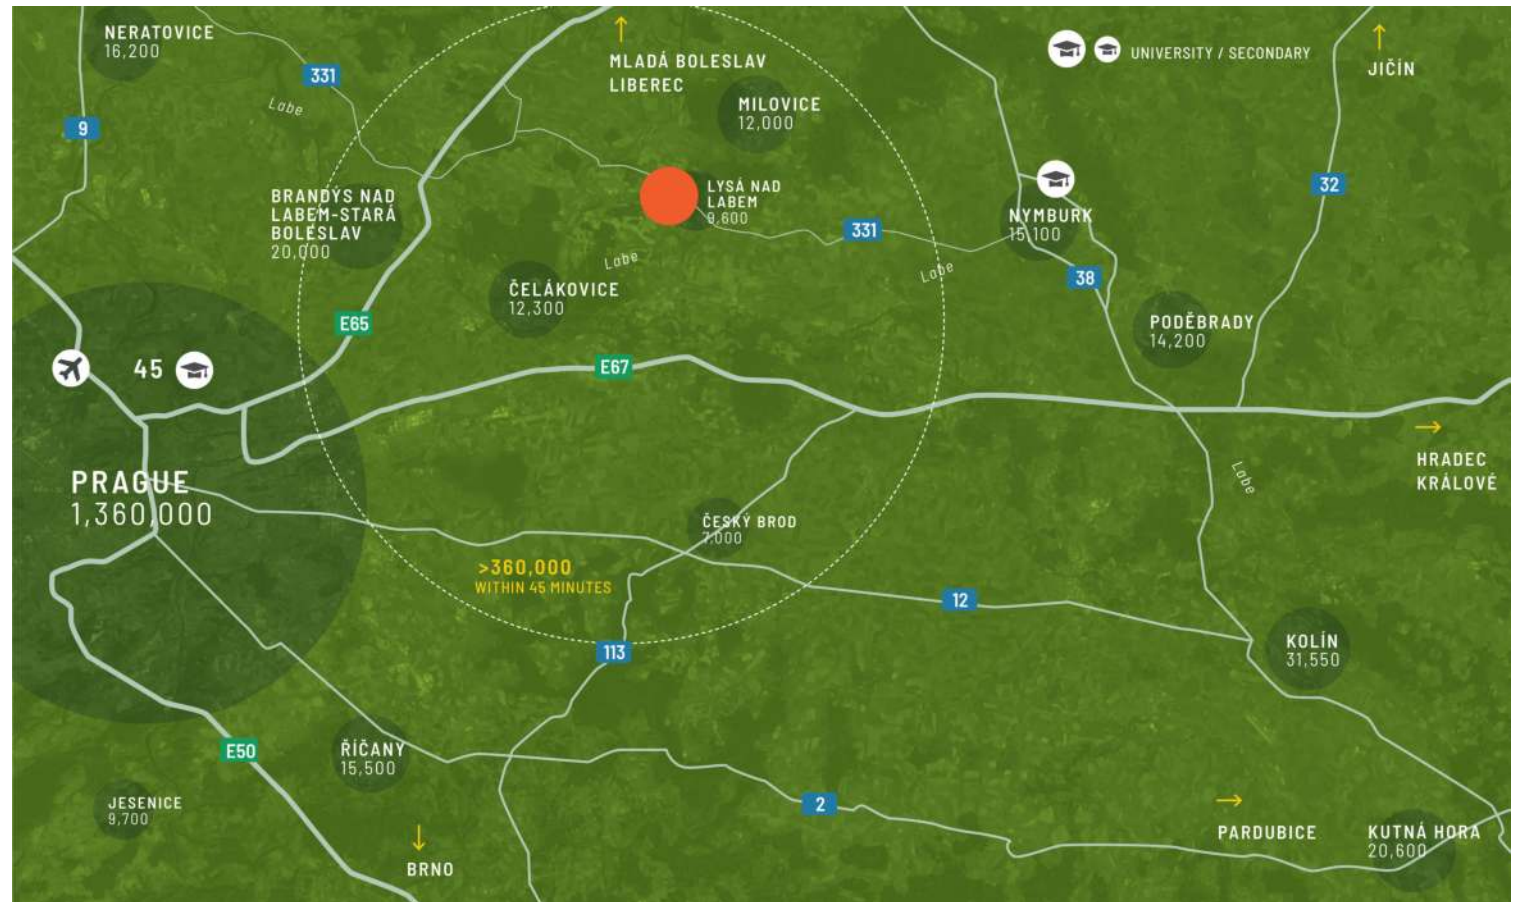 NERATOVICE
16,200
331
Labe
9
MLADÁ BOLESLAV
LIBEREC
MILOVICE
12,000
UNIVERSITY / SECONDARY
JIČÍN
BRANDÝS NAD
LABEM-STARÁ
BOLESLAV
20,000
LYSÁ NAD
LABEM
9,600
331
NYMBURK
15,100
32
Labe
Labe
38
ČELÁKOVICE
12,300
E65
PODĚBRADY
14,200
45
E67
HRADEC
KRÁLOVÉ
Labe
PRAGUE
1,360,000
ČESKÝ BROD
7,000
>360,000
WITHIN 45 MINUTES
12
113
KOLÍN
31,550
E50
ŘÍČANY
15,500
JESENICE
9,700
2
BRNO
PARDUBICE
KUTNÁ HORA
20,600